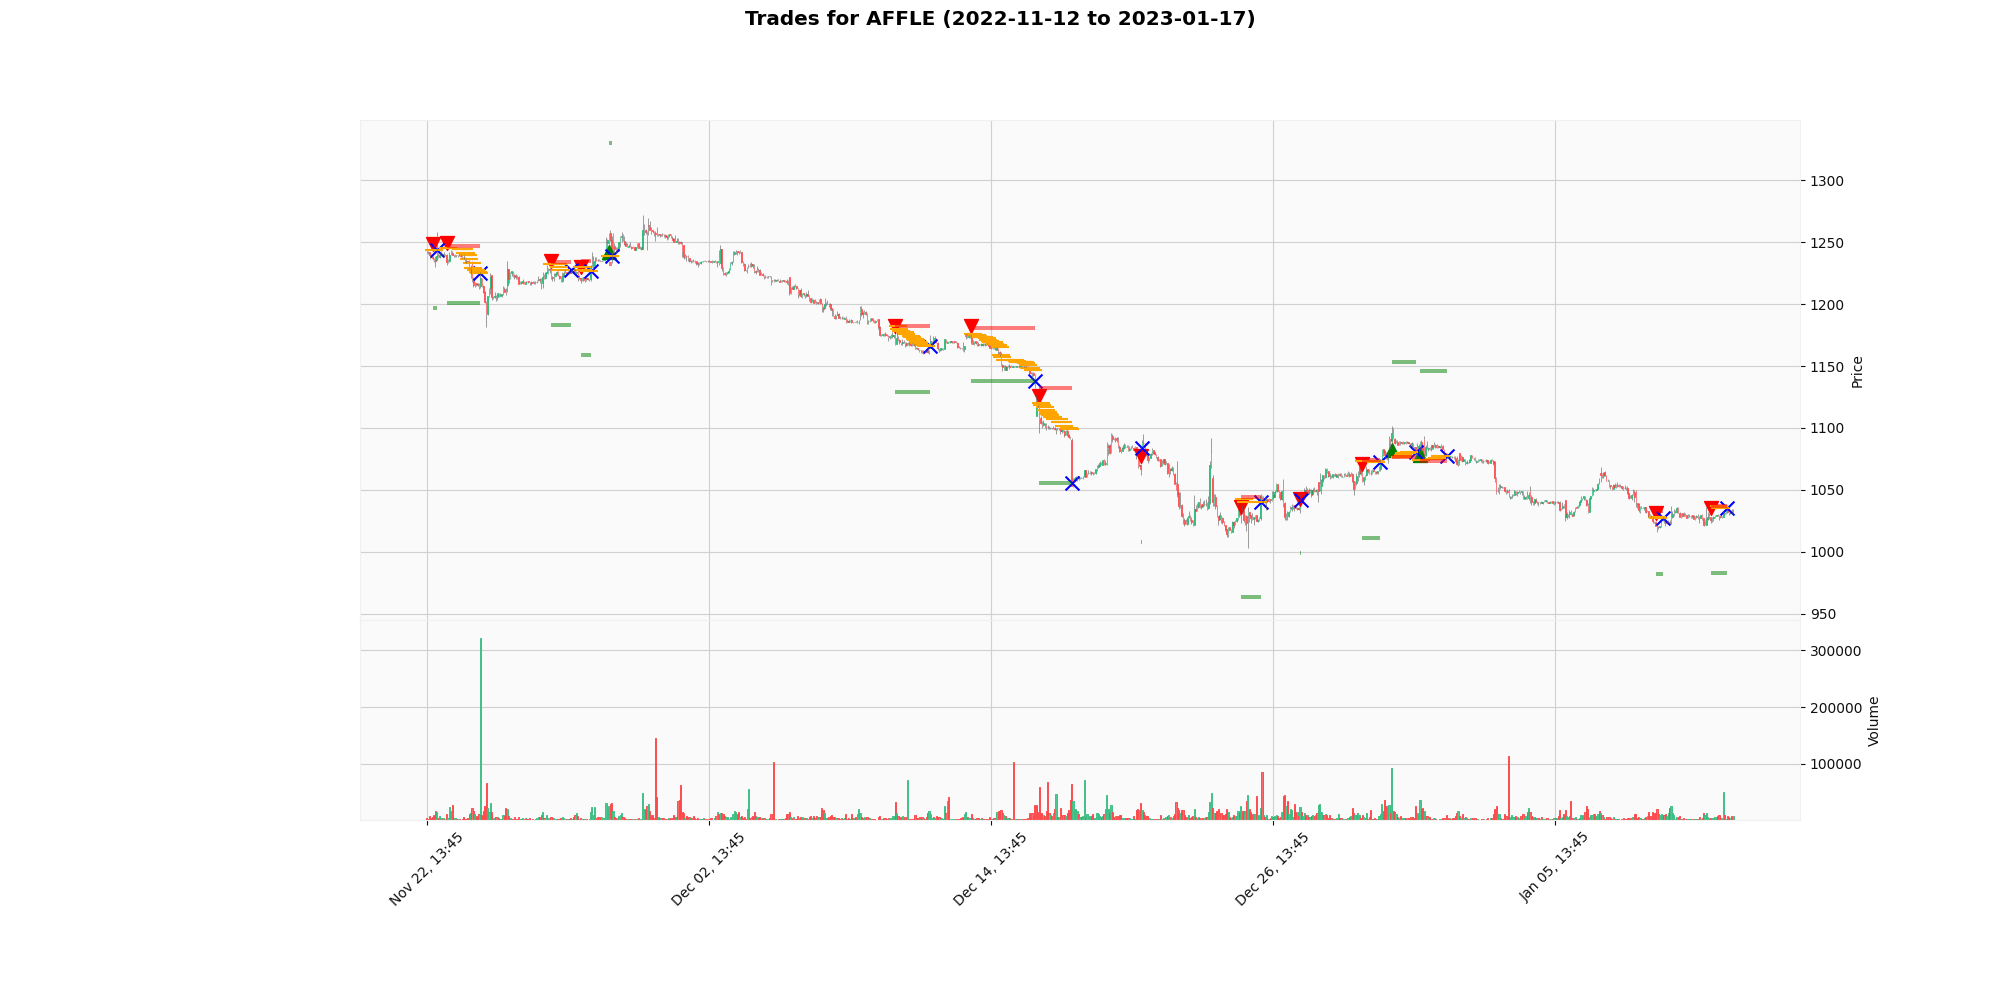 Trades for AFFLE (2022-11-12 to 2023-01-17)
1300
1250
1200
1150
1100
1050
1000
950
Price
300000
200000
100000
Volume
Nov 22, 13:45
Dec 02, 13:45
Dec 14, 13:45
Dec 26, 13:45
Jan 05, 13:45